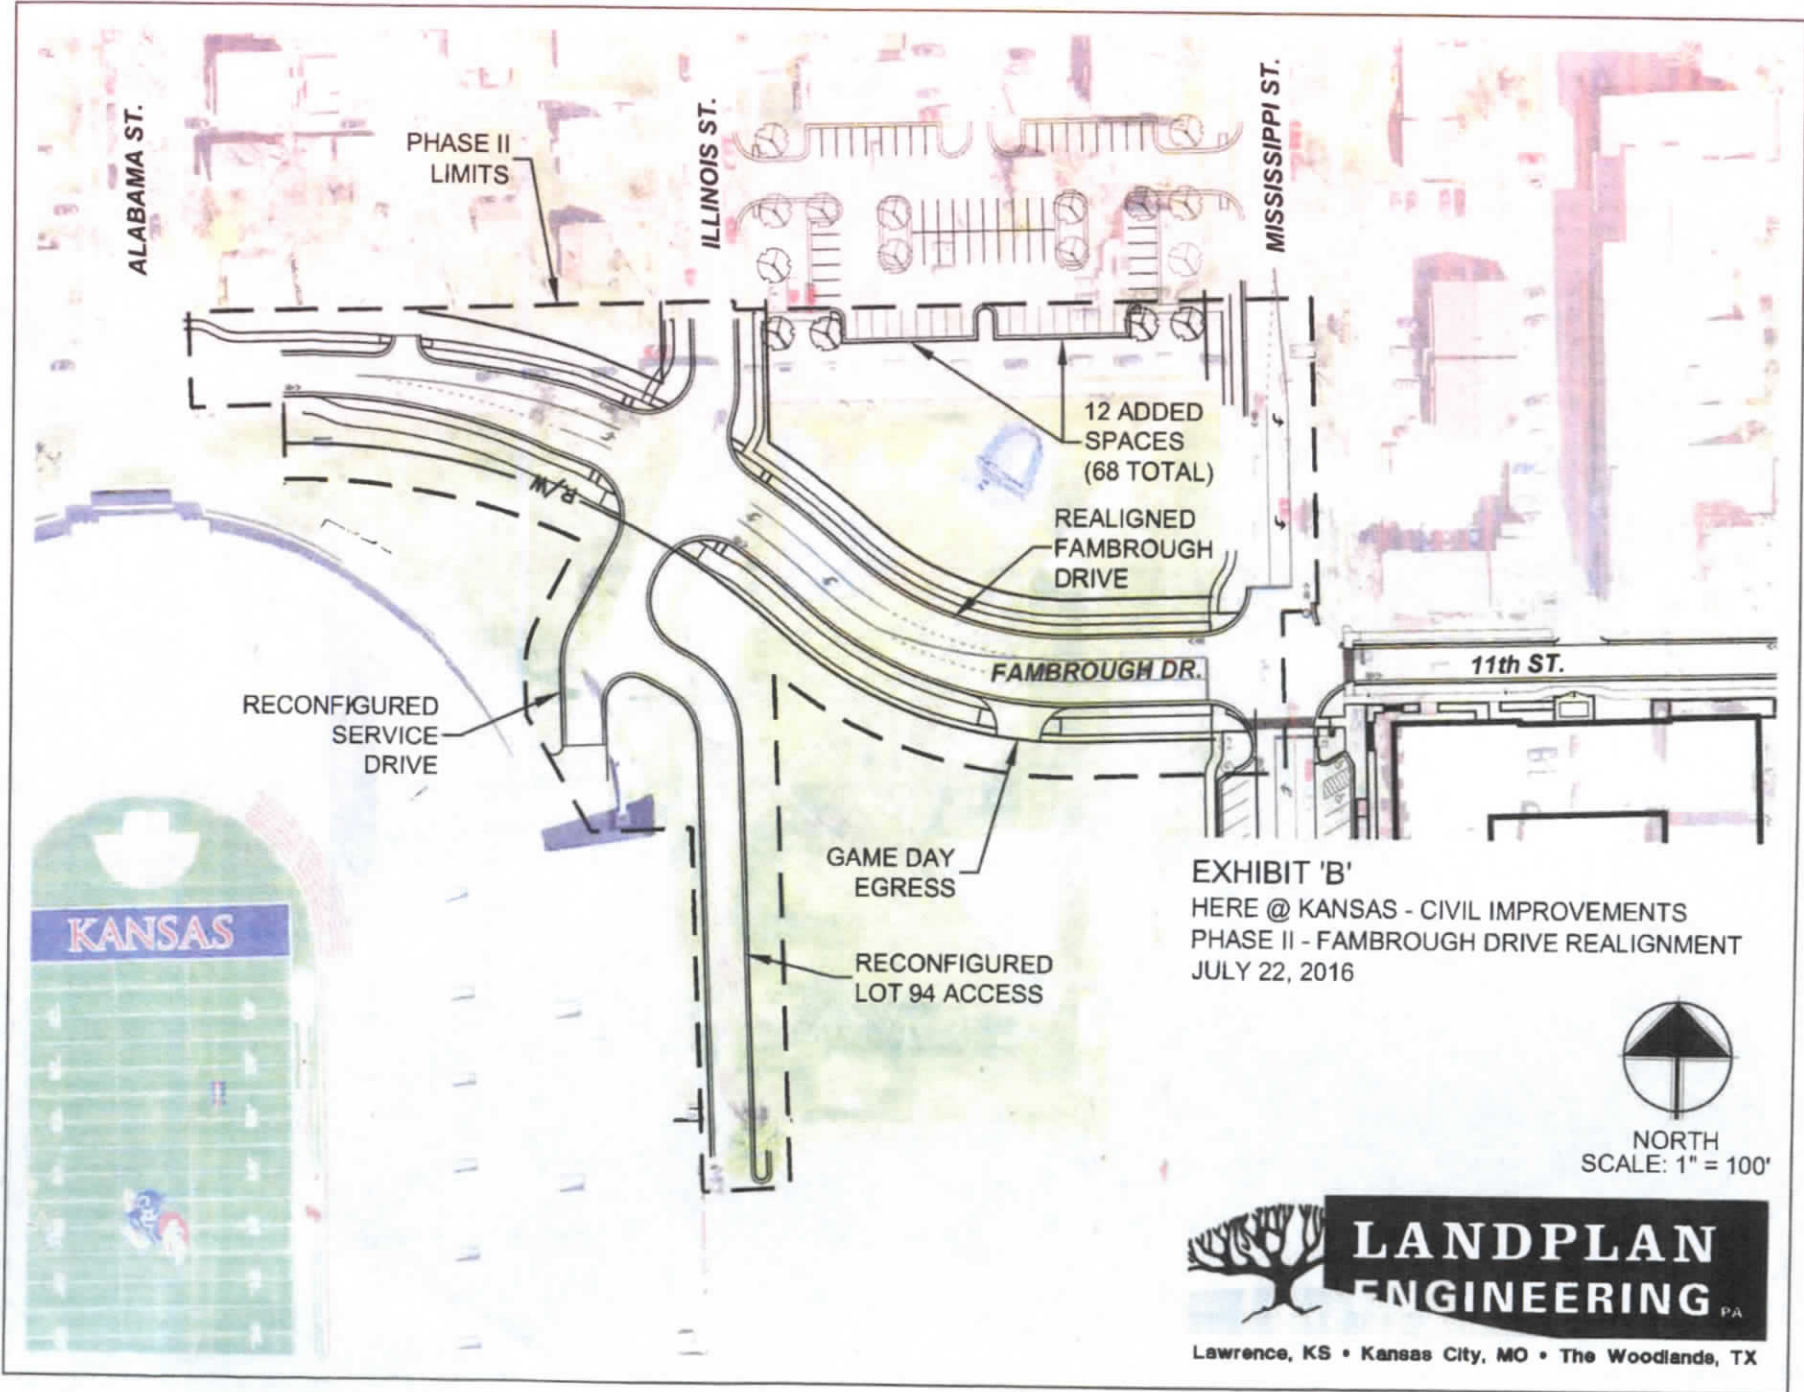 ALABAMA ST.
PHASE II
LIMITS
ILLINOIS ST.
MISSISSIPPI ST.
12 ADDED
SPACES
(68 TOTAL)
R/W
REALIGNED
FAMBROUGH
DRIVE
FAMBROUGH DR.
11th ST.
RECONFIGURED
SERVICE
DRIVE
GAME DAY
EGRESS
KANSAS
RECONFIGURED
LOT 94 ACCESS
EXHIBIT 'B'
HERE @ KANSAS - CIVIL IMPROVEMENTS
PHASE II - FAMBROUGH DRIVE REALIGNMENT
JULY 22, 2016
NORTH
SCALE: 1" = 100'
LANDPLAN
ENGINEERING PA
Lawrence, KS • Kansas City, MO • The Woodlands, TX